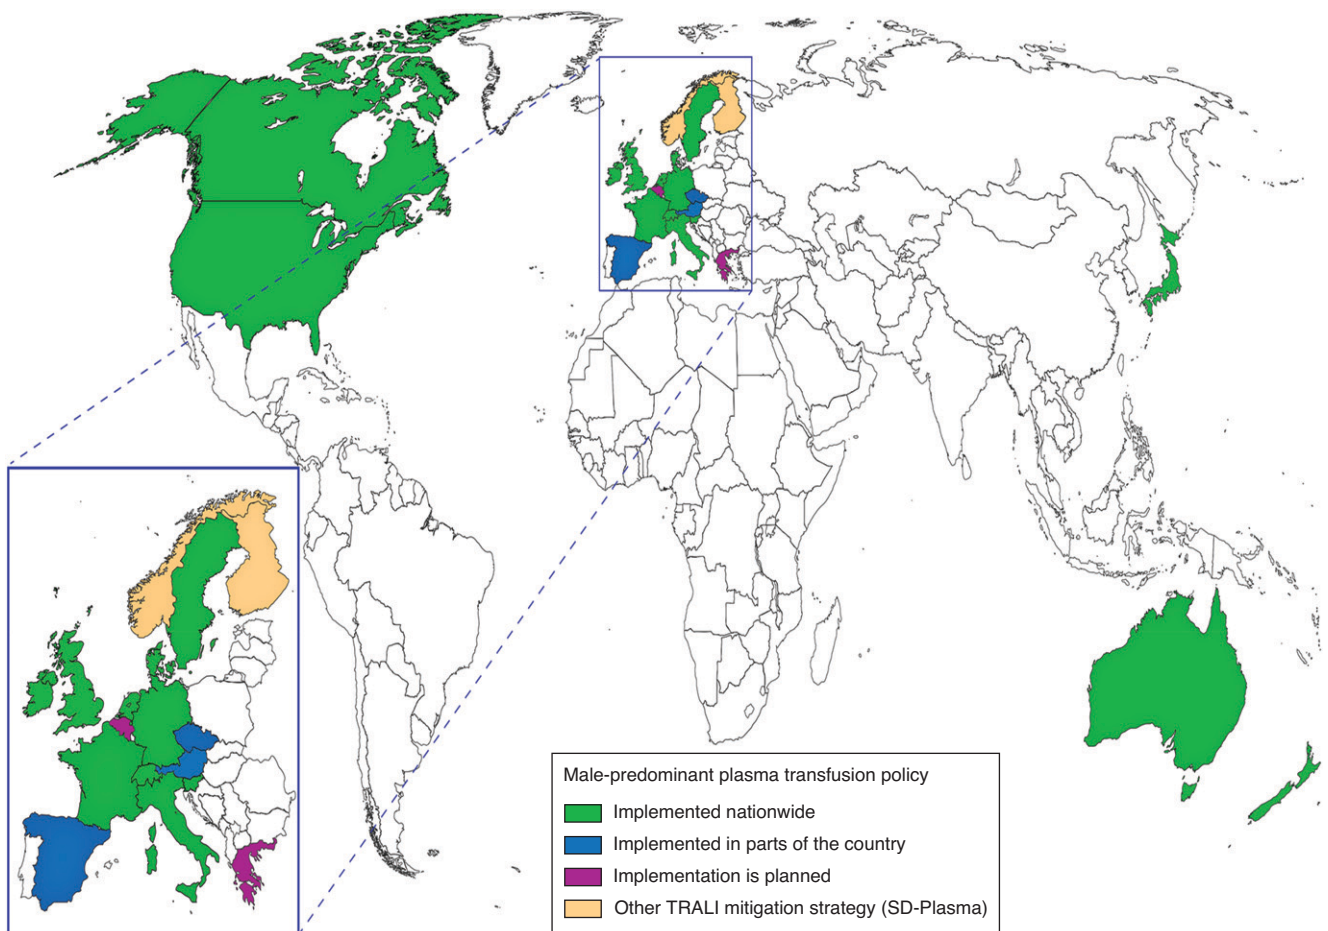 Male-predominant plasma transfusion policy
Implemented nationwide
Implemented in parts of the country
Implementation is planned
Other TRALI mitigation strategy (SD-Plasma)